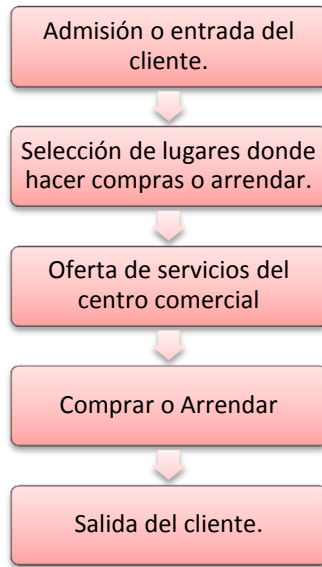 Admisión o entrada del
cliente.
Selección de lugares donde
hacer compras o arrendar.
Oferta de servicios del
centro comercial
Comprar o Arrendar
Salida del cliente.